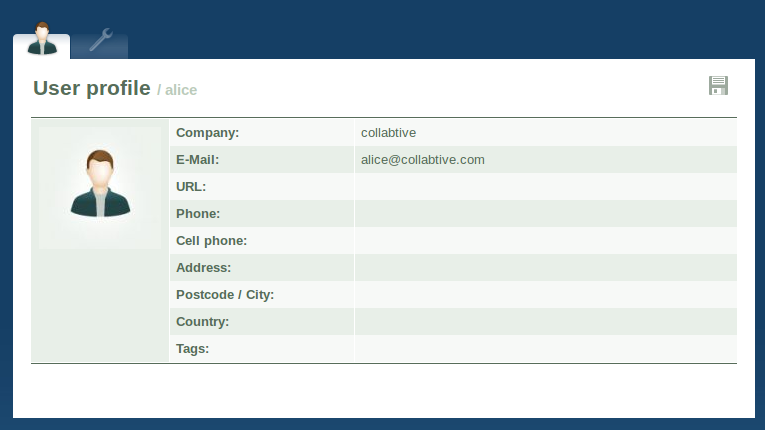 User profile / alice
Company: collabtive
E-Mail: alice@collabtive.com
URL:
Phone:
Cell phone:
Address:
Postcode / City:
Country:
Tags: